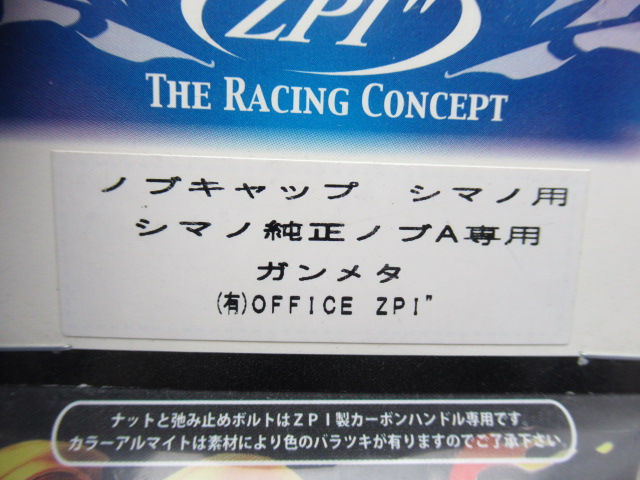 ZPI"
THE RACING CONCEPT
ノブキャップ シマノ用
シマノ純正ノブA専用
ガンメタ
(有)OFFICE ZPI"
ナットと弛み止めボルトはZPI製カーボンハンドル専用です
カラーアルマイトは素材により色のバラツキが有りますのでご了承下さい